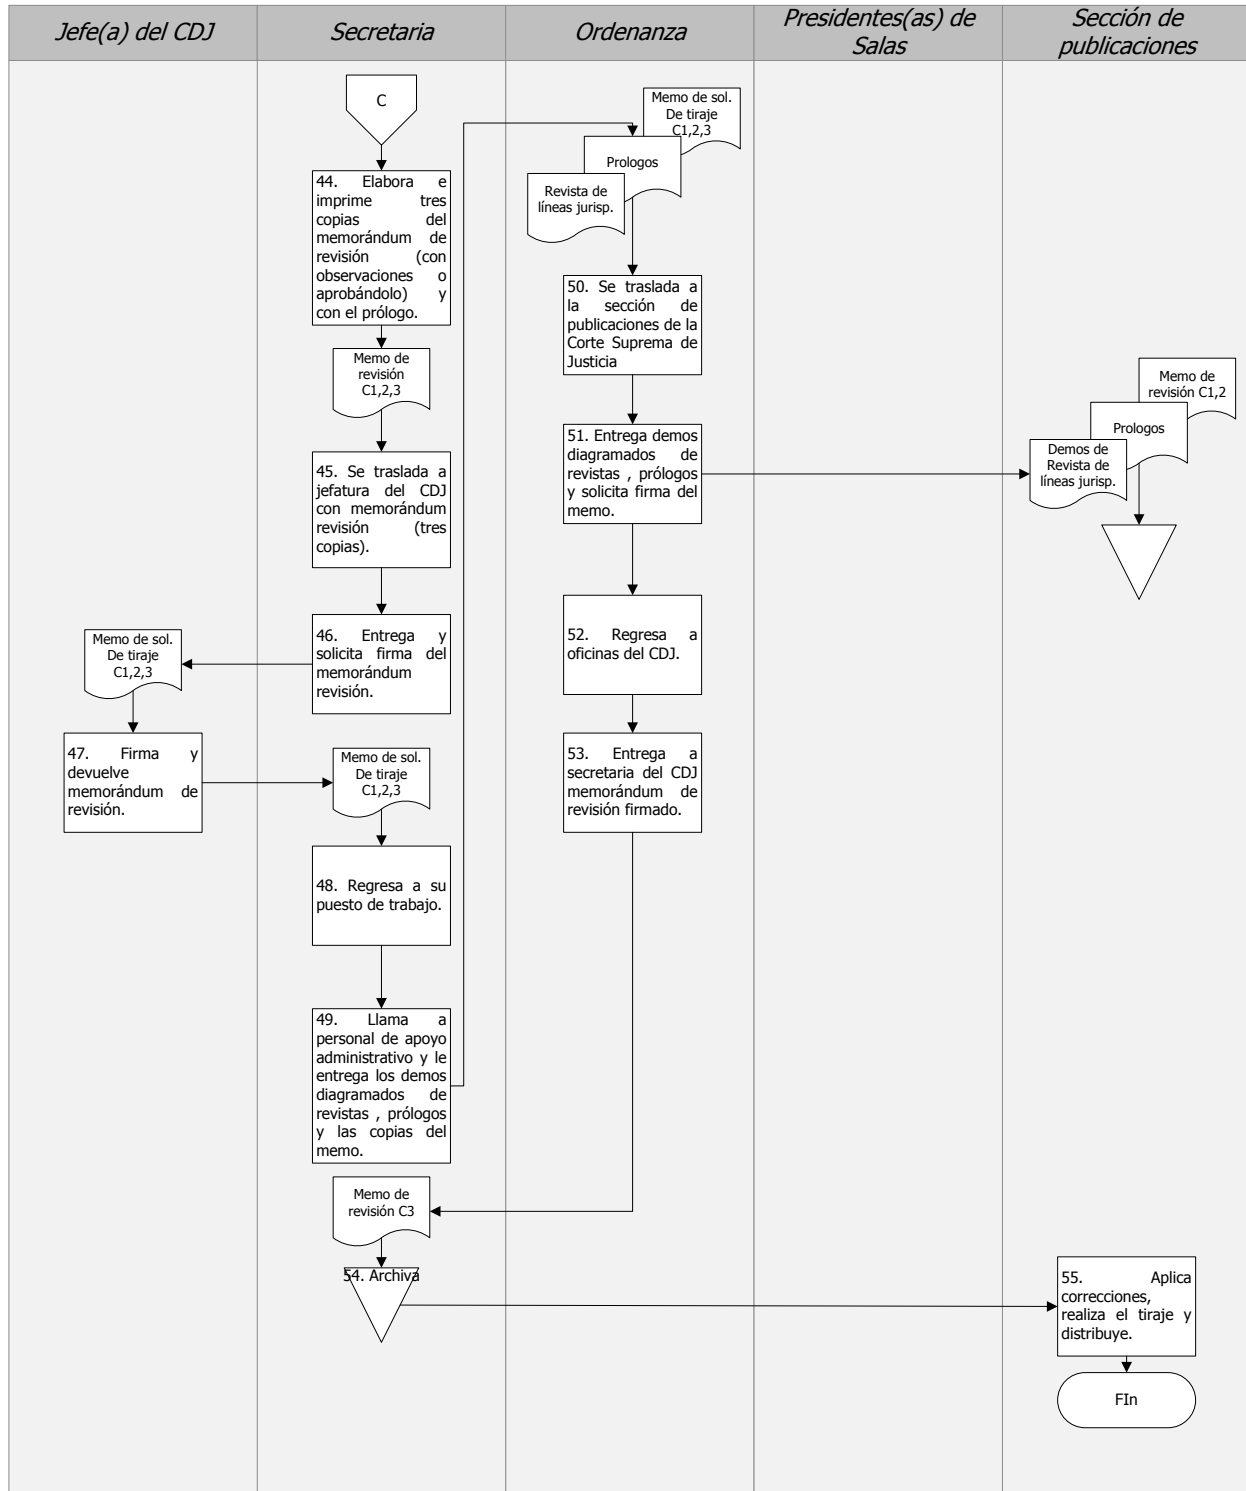 Jefe(a) del CDJ
Secretaria
Ordenanza
Presidentes(as) de
Salas
Sección de
publicaciones
C
44. Elabora e
imprime tres
copias del
memorándum de
revisión (con
observaciones o
aprobándolo) y
con el prólogo.
Memo de
revisión
C1,2,3
45. Se traslada a
jefatura del CDJ
con memorándum
revisión (tres
copias).
46. Entrega y
solicita firma del
memorándum
revisión.
Memo de sol.
De tiraje
C1,2,3
47. Firma y
devuelve
memorándum de
revisión.
Memo de sol.
De tiraje
C1,2,3
48. Regresa a su
puesto de trabajo.
49. Llama a
personal de apoyo
administrativo y le
entrega los demos
diagramados de
revistas , prólogos
y las copias del
memo.
Memo de sol.
De tiraje
C1,2,3
Prologos
Revista de
líneas jurisp.
50. Se traslada a
la sección de
publicaciones de la
Corte Suprema de
Justicia
51. Entrega demos
diagramados de
revistas , prólogos
y solicita firma del
memo.
Memo de
revisión C1,2
Prologos
Demos de
Revista de
líneas jurisp.
52. Regresa a
oficinas del CDJ.
53. Entrega a
secretaria del CDJ
memorándum de
revisión firmado.
Memo de
revisión C3
54. Archiva
55. Aplica
correcciones,
realiza el tiraje y
distribuye.
FIn